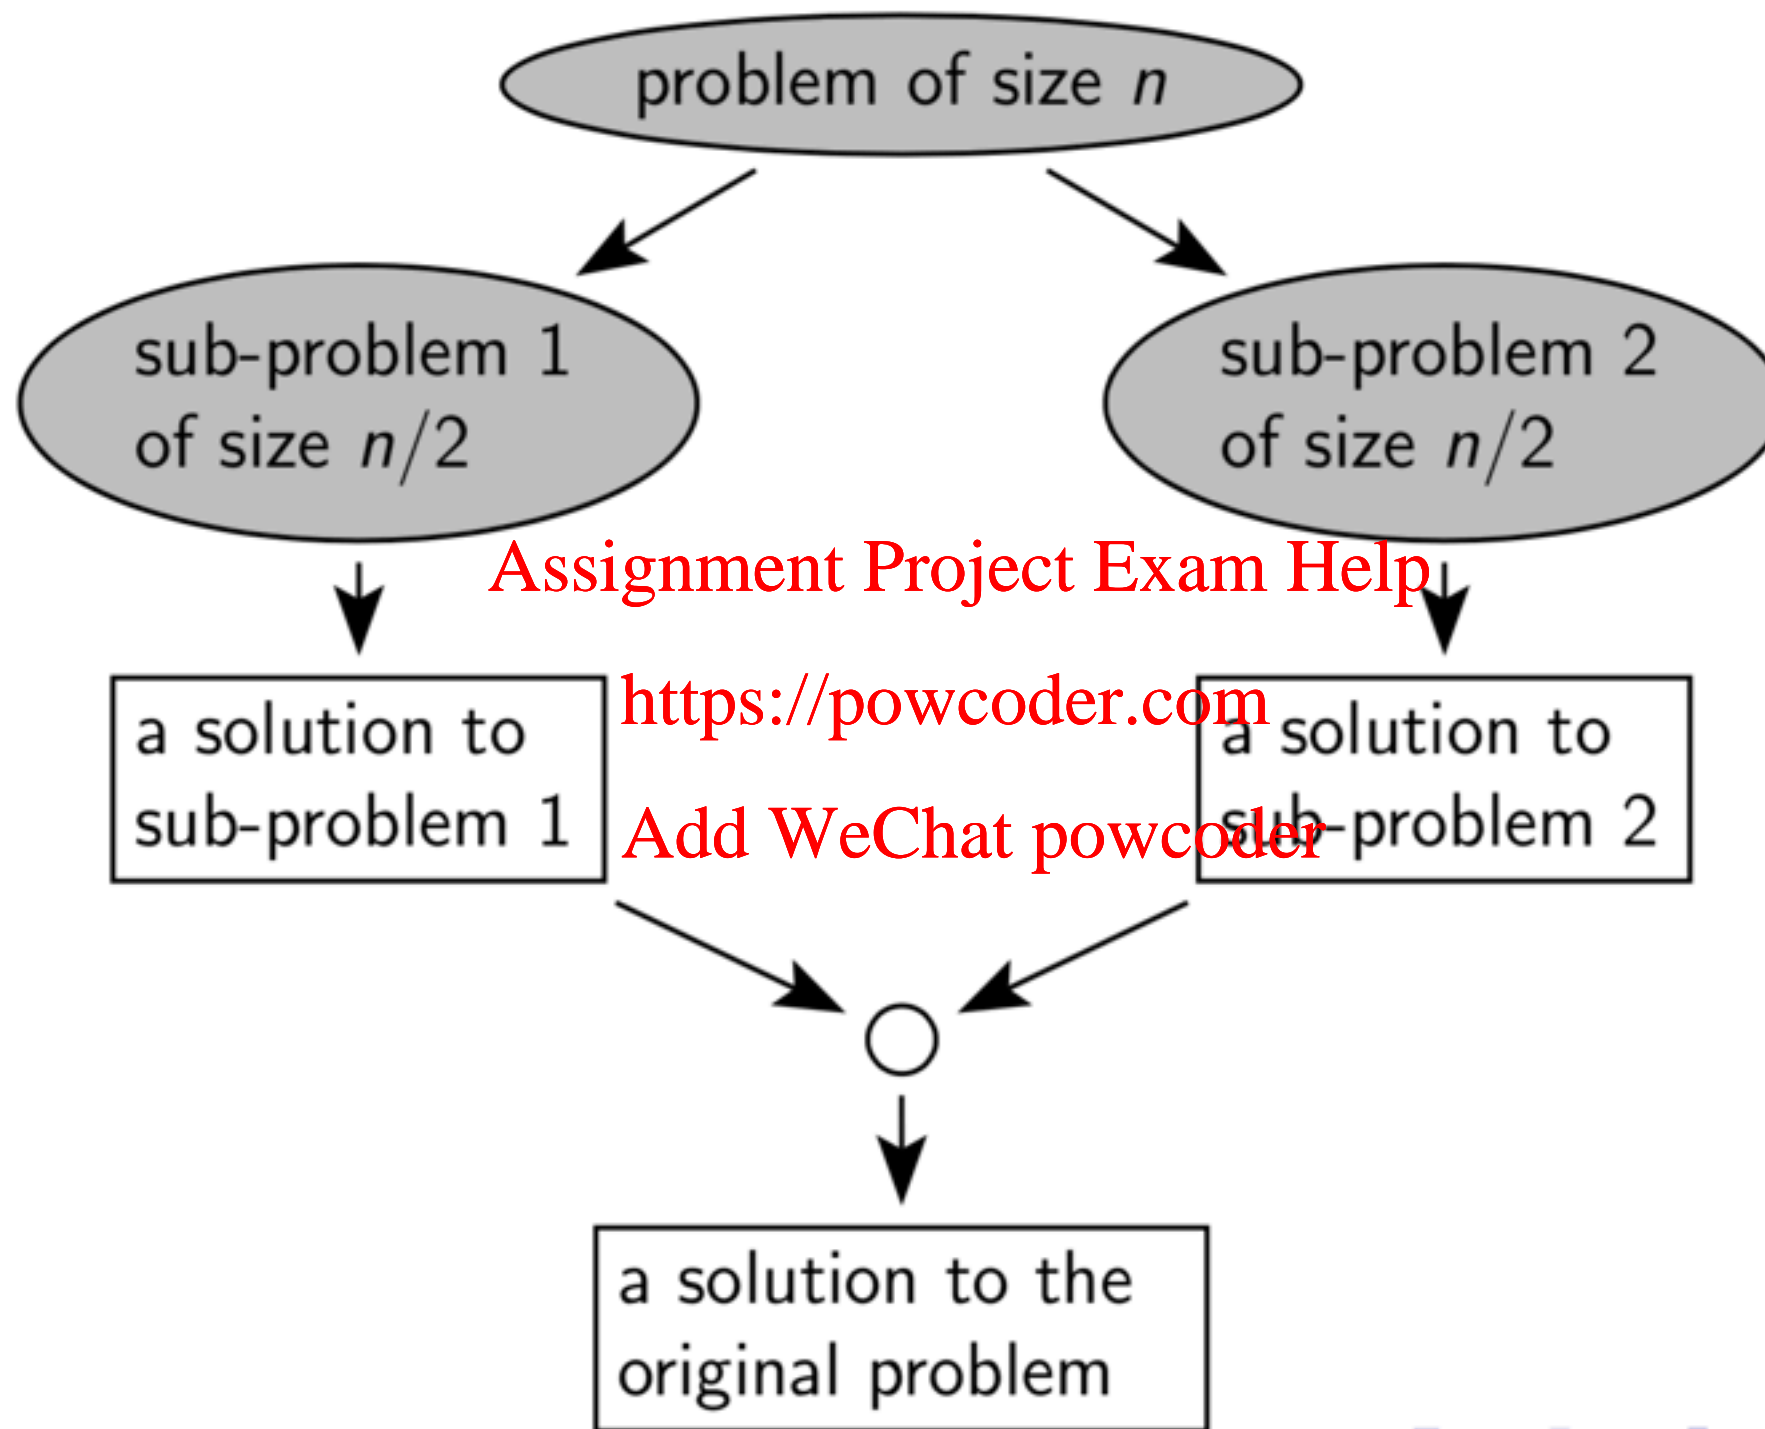 problem of size n
sub-problem 1
of size n/2
sub-problem 2
of size n/2
Assignment Project Exam Help
a solution to
sub-problem 1
https://powcoder.com
Add WeChat powcoder
a solution to
sub-problem 2
a solution to the
original problem